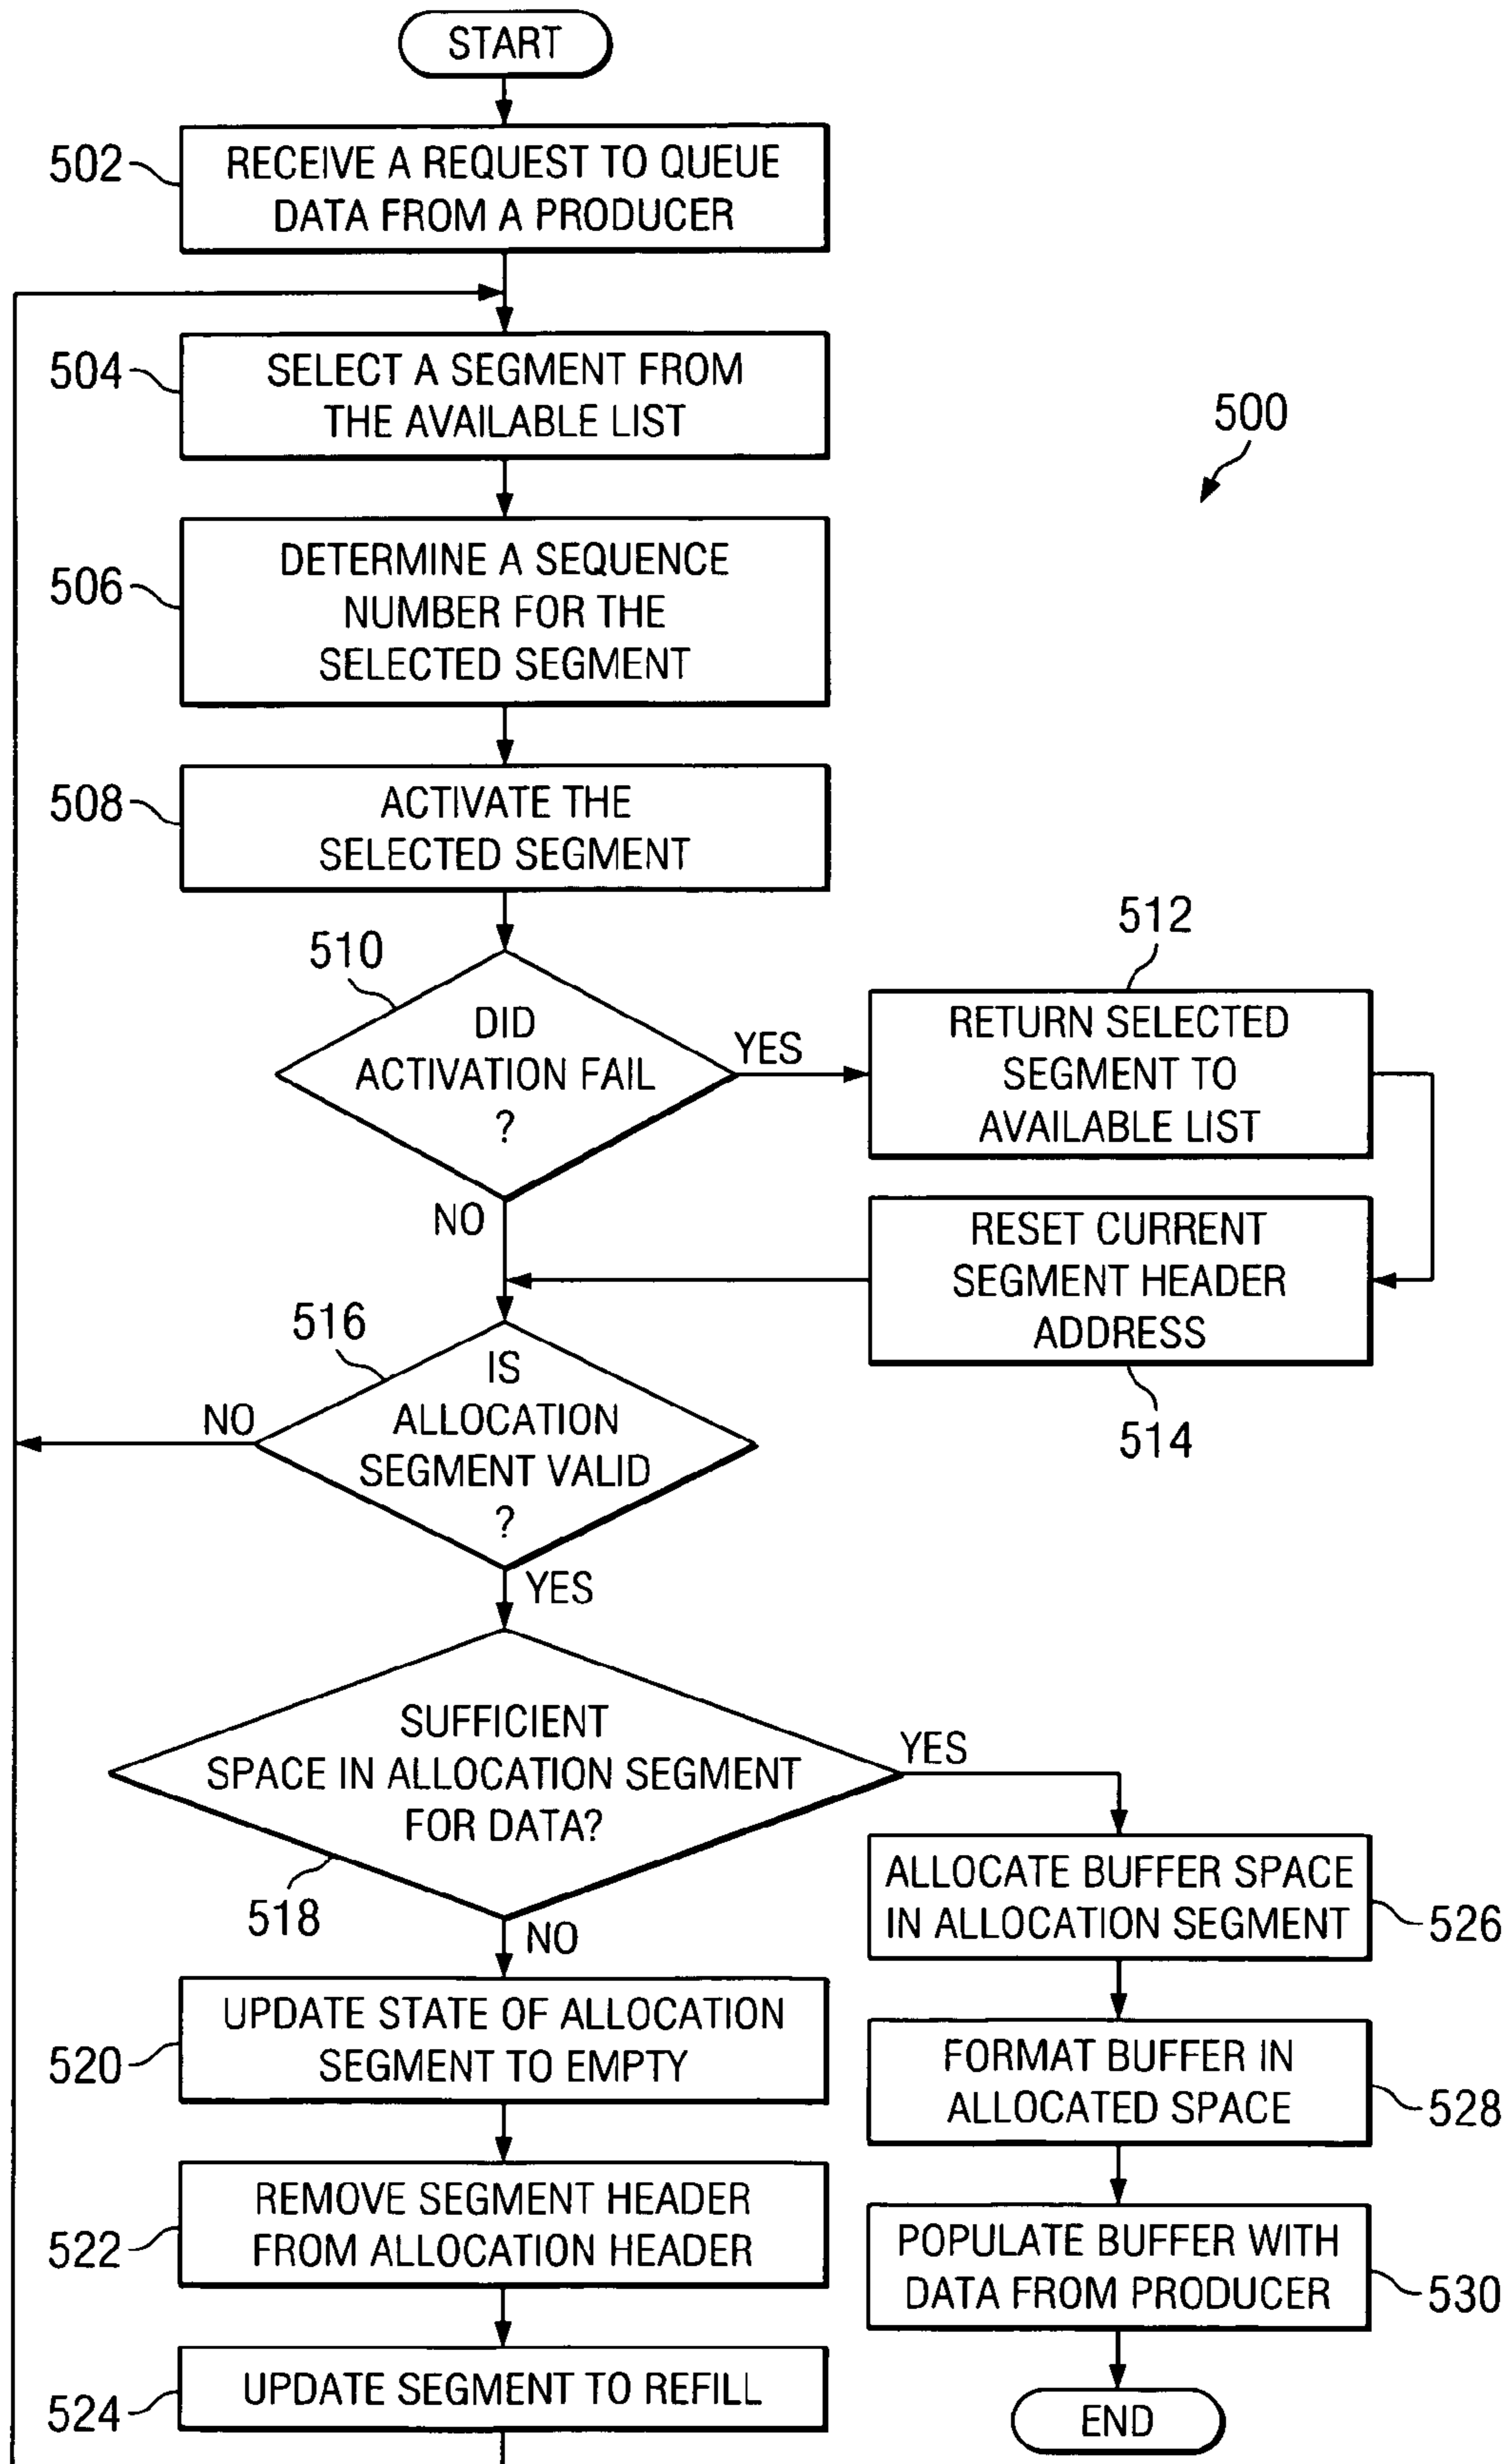 START
502
RECEIVE A REQUEST TO QUEUE
DATA FROM A PRODUCER
504
SELECT A SEGMENT FROM
THE AVAILABLE LIST
500
506
DETERMINE A SEQUENCE
NUMBER FOR THE
SELECTED SEGMENT
508
ACTIVATE THE
SELECTED SEGMENT
510
DID
ACTIVATION FAIL
?
YES
NO
512
RETURN SELECTED
SEGMENT TO
AVAILABLE LIST
RESET CURRENT
SEGMENT HEADER
ADDRESS
514
516
IS
ALLOCATION
SEGMENT VALID
?
NO
YES
SUFFICIENT
SPACE IN ALLOCATION SEGMENT
FOR DATA?
518
YES
NO
520
UPDATE STATE OF ALLOCATION
SEGMENT TO EMPTY
522
REMOVE SEGMENT HEADER
FROM ALLOCATION HEADER
524
UPDATE SEGMENT TO REFILL
ALLOCATE BUFFER SPACE
IN ALLOCATION SEGMENT
526
FORMAT BUFFER IN
ALLOCATED SPACE
528
POPULATE BUFFER WITH
DATA FROM PRODUCER
530
END